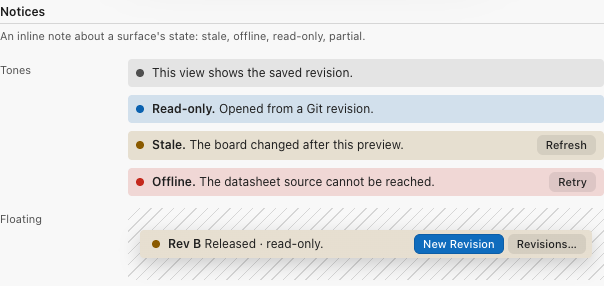 Notices
An inline note about a surface's state: stale, offline, read-only, partial.
Tones
This view shows the saved revision.
Read-only. Opened from a Git revision.
Stale. The board changed after this preview.
Refresh
Offline. The datasheet source cannot be reached.
Retry
Floating
Rev B Released · read-only.
New Revision
Revisions…